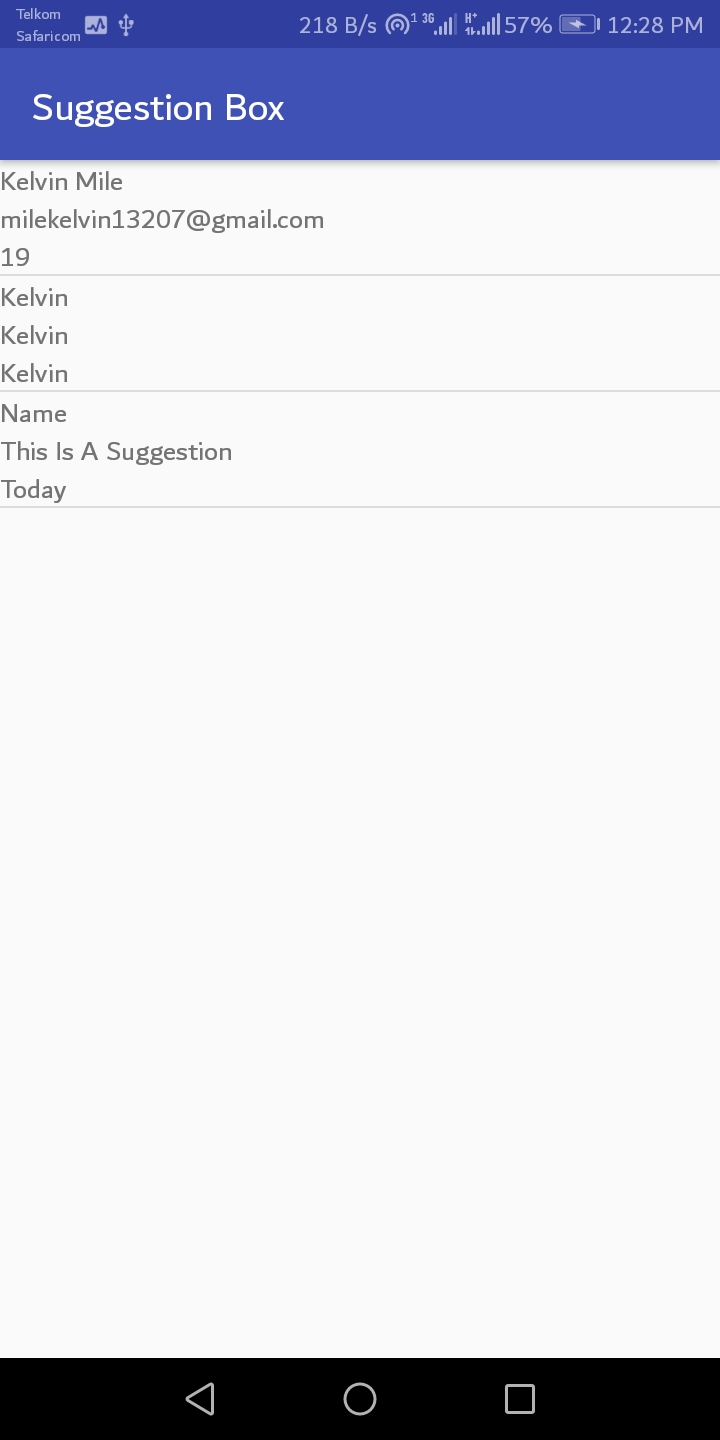 Telkom
Safaricom
218 B/s 1 3G H+ 57% 12:28 PM
Suggestion Box
Kelvin Mile
milekelvin13207@gmail.com
19
Kelvin
Kelvin
Kelvin
Name
This Is A Suggestion
Today